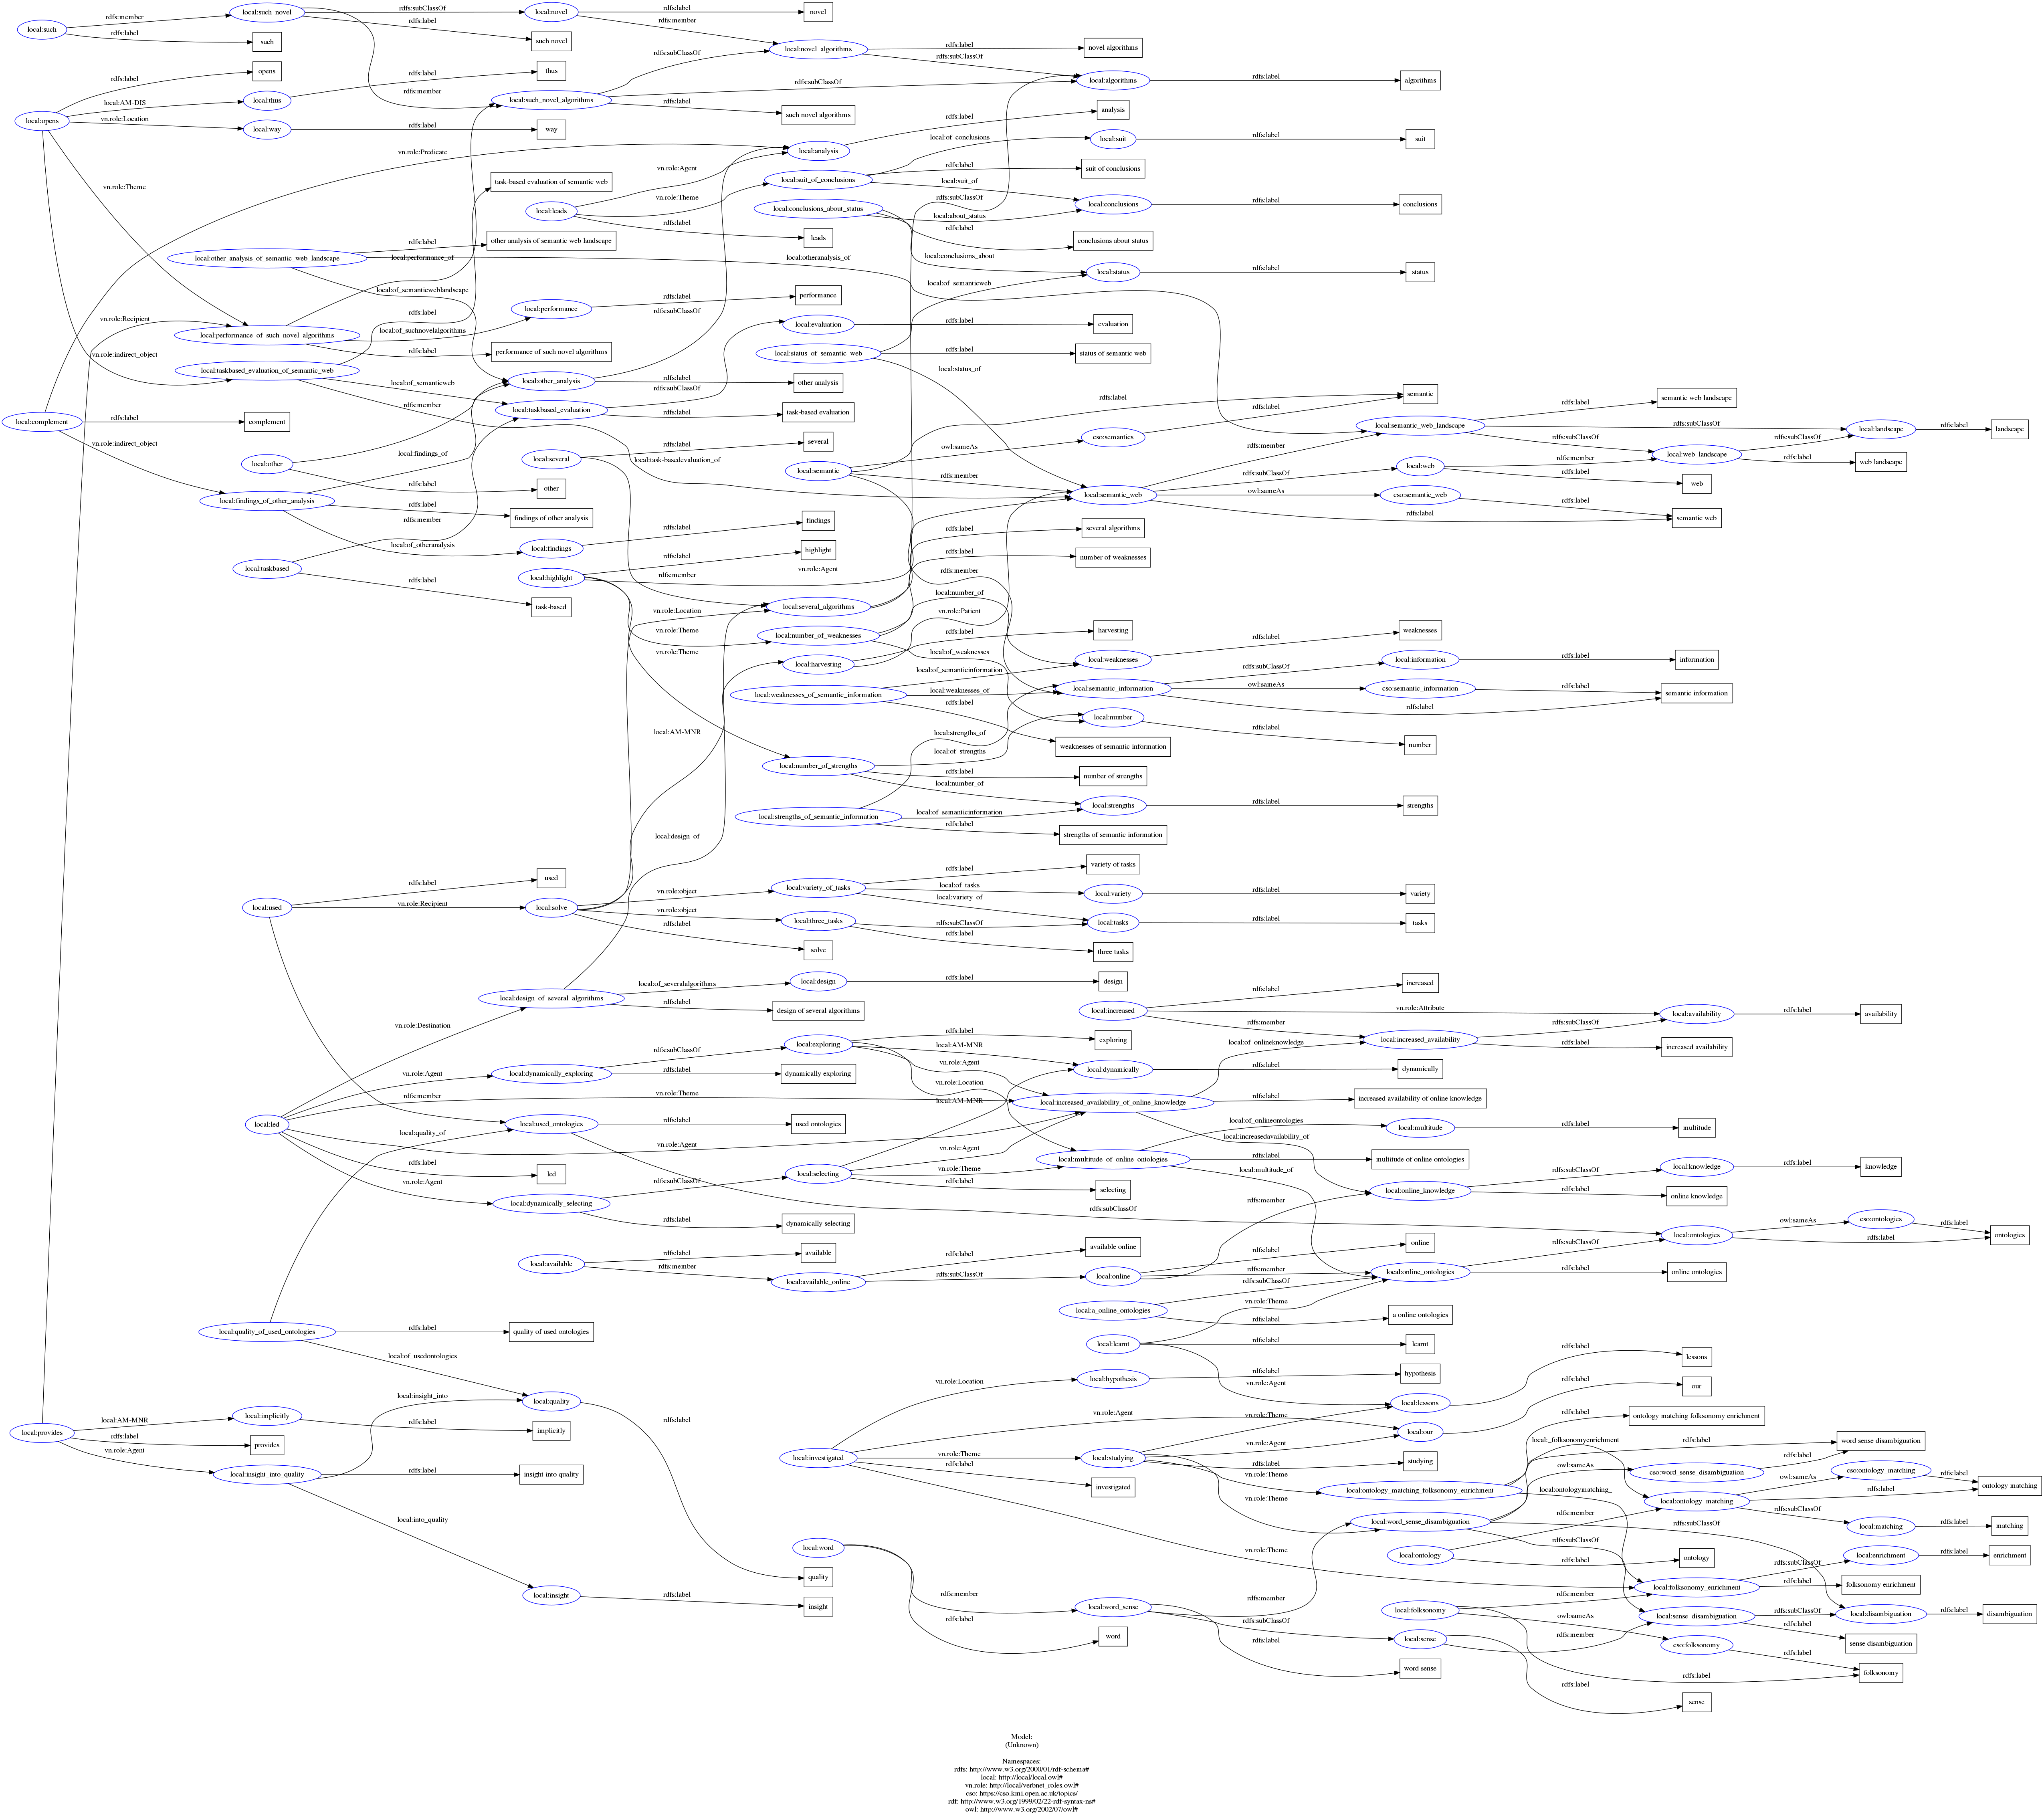 local:such
local:opens
local:complement
local:provides
rdfs:member
rdfs:label
rdfs:label
local:AM-DIS
vn.role:Location
vn.role:Theme
vn.role:Recipient
vn.role:indirect_object
vn.role:Predicate
rdfs:label
vn.role:indirect_object
local:AM-MNR
rdfs:label
vn.role:Agent
local:such_novel
such
opens
local:thus
local:way
local:other_analysis_of_semantic_web_landscape
local:performance_of_such_novel_algorithms
local:taskbased_evaluation_of_semantic_web
complement
local:other
local:findings_of_other_analysis
local:taskbased
local:used
local:led
local:quality_of_used_ontologies
local:implicitly
provides
local:insight_into_quality
rdfs:subClassOf
rdfs:label
rdfs:label
rdfs:member
rdfs:label
rdfs:label
local:performance_of
local:of_semanticweblandscape
rdfs:label
local:of_suchnovelalgorithms
rdfs:label
local:of_semanticweb
rdfs:member
local:findings_of
rdfs:label
rdfs:label
rdfs:member
local:of_otheranalysis
rdfs:label
rdfs:label
vn.role:Recipient
vn.role:Destination
vn.role:Agent
rdfs:member
local:quality_of
rdfs:label
vn.role:Agent
rdfs:label
local:of_usedontologies
local:insight_into
rdfs:label
rdfs:label
local:into_quality
local:novel
such novel
thus
local:such_novel_algorithms
way
task-based evaluation of semantic web
local:leads
other analysis of semantic web landscape
local:performance
performance of such novel algorithms
local:other_analysis
local:taskbased_evaluation
local:several
other
findings of other analysis
local:findings
local:highlight
task-based
used
local:solve
local:design_of_several_algorithms
local:dynamically_exploring
local:used_ontologies
led
local:dynamically_selecting
local:available
quality of used ontologies
local:quality
implicitly
insight into quality
local:insight
rdfs:label
rdfs:member
rdfs:subClassOf
rdfs:subClassOf
rdfs:label
vn.role:Agent
vn.role:Theme
rdfs:label
local:otheranalysis_of
rdfs:label
rdfs:subClassOf
rdfs:label
rdfs:subClassOf
rdfs:label
rdfs:label
local:task-basedevaluation_of
rdfs:label
rdfs:label
rdfs:member
vn.role:Agent
vn.role:Location
vn.role:Theme
vn.role:Theme
local:AM-MNR
local:design_of
vn.role:object
vn.role:object
rdfs:label
local:of_severalalgorithms
rdfs:label
rdfs:subClassOf
rdfs:label
vn.role:Theme
rdfs:label
vn.role:Agent
rdfs:subClassOf
rdfs:label
rdfs:label
rdfs:member
rdfs:label
rdfs:label
novel
local:novel_algorithms
such novel algorithms
local:analysis
local:suit_of_conclusions
local:conclusions_about_status
leads
performance
local:evaluation
local:status_of_semantic_web
other analysis
task-based evaluation
several
local:semantic
findings
highlight
local:several_algorithms
local:number_of_weaknesses
local:harvesting
local:weaknesses_of_semantic_information
local:number_of_strengths
local:strengths_of_semantic_information
local:variety_of_tasks
local:three_tasks
solve
local:design
design of several algorithms
local:exploring
dynamically exploring
used ontologies
local:selecting
dynamically selecting
available
local:available_online
local:investigated
local:word
quality
insight
rdfs:label
rdfs:subClassOf
rdfs:subClassOf
rdfs:label
local:of_conclusions
rdfs:label
local:suit_of
rdfs:subClassOf
local:about_status
rdfs:label
local:conclusions_about
local:of_semanticweb
rdfs:label
rdfs:label
local:status_of
owl:sameAs
rdfs:member
rdfs:label
rdfs:label
rdfs:member
local:number_of
vn.role:Patient
rdfs:label
local:of_weaknesses
local:of_semanticinformation
local:weaknesses_of
rdfs:label
local:strengths_of
local:of_strengths
rdfs:label
local:number_of
local:of_semanticinformation
rdfs:label
rdfs:label
local:of_tasks
local:variety_of
rdfs:subClassOf
rdfs:label
rdfs:label
rdfs:label
local:AM-MNR
vn.role:Agent
vn.role:Location
local:AM-MNR
vn.role:Agent
vn.role:Theme
rdfs:label
rdfs:label
rdfs:subClassOf
vn.role:Location
vn.role:Agent
vn.role:Theme
rdfs:label
vn.role:Theme
rdfs:member
rdfs:label
novel algorithms
local:algorithms
analysis
local:suit
suit of conclusions
local:conclusions
conclusions about status
local:status
evaluation
status of semantic web
cso:semantics
local:semantic_web
several algorithms
number of weaknesses
harvesting
local:weaknesses
local:semantic_information
local:number
weaknesses of semantic information
number of strengths
local:strengths
strengths of semantic information
variety of tasks
local:variety
local:tasks
three tasks
design
local:increased
exploring
local:dynamically
local:increased_availability_of_online_knowledge
local:multitude_of_online_ontologies
selecting
available online
local:online
local:a_online_ontologies
local:learnt
local:hypothesis
local:studying
investigated
local:word_sense
word
rdfs:label
rdfs:label
rdfs:label
rdfs:label
rdfs:label
rdfs:label
rdfs:member
rdfs:subClassOf
owl:sameAs
rdfs:label
rdfs:label
rdfs:subClassOf
owl:sameAs
rdfs:label
rdfs:label
rdfs:label
rdfs:label
rdfs:label
rdfs:label
vn.role:Attribute
rdfs:member
local:of_onlineknowledge
rdfs:label
rdfs:label
local:of_onlineontologies
local:increasedavailability_of
rdfs:label
local:multitude_of
rdfs:member
rdfs:subClassOf
rdfs:label
rdfs:member
rdfs:subClassOf
vn.role:Theme
rdfs:label
rdfs:label
rdfs:label
vn.role:Agent
vn.role:Theme
vn.role:Agent
rdfs:label
vn.role:Theme
vn.role:Theme
rdfs:member
rdfs:subClassOf
rdfs:label
algorithms
suit
conclusions
status
semantic
local:semantic_web_landscape
local:web
cso:semantic_web
weaknesses
local:information
cso:semantic_information
number
strengths
variety
tasks
increased
local:increased_availability
dynamically
increased availability of online knowledge
local:multitude
multitude of online ontologies
local:online_knowledge
online
local:online_ontologies
a online ontologies
learnt
hypothesis
local:lessons
local:our
studying
local:ontology_matching_folksonomy_enrichment
local:word_sense_disambiguation
local:ontology
local:folksonomy
local:sense
word sense
rdfs:label
rdfs:subClassOf
rdfs:subClassOf
rdfs:member
rdfs:label
rdfs:label
rdfs:label
rdfs:label
rdfs:label
rdfs:subClassOf
rdfs:label
rdfs:label
rdfs:subClassOf
rdfs:label
rdfs:subClassOf
rdfs:label
rdfs:label
rdfs:label
rdfs:label
local:_folksonomyenrichment
rdfs:label
owl:sameAs
local:ontologymatching_
rdfs:member
rdfs:subClassOf
rdfs:label
rdfs:member
owl:sameAs
rdfs:member
rdfs:label
rdfs:label
semantic web landscape
local:web_landscape
web
semantic web
information
semantic information
local:availability
increased availability
multitude
local:knowledge
online knowledge
local:ontologies
online ontologies
lessons
our
ontology matching folksonomy enrichment
cso:word_sense_disambiguation
local:ontology_matching
ontology
local:folksonomy_enrichment
local:sense_disambiguation
cso:folksonomy
sense
rdfs:subClassOf
rdfs:label
rdfs:label
rdfs:label
owl:sameAs
rdfs:label
rdfs:label
owl:sameAs
rdfs:label
rdfs:subClassOf
rdfs:subClassOf
rdfs:label
rdfs:subClassOf
rdfs:label
rdfs:label
local:landscape
web landscape
availability
knowledge
cso:ontologies
word sense disambiguation
cso:ontology_matching
local:matching
local:enrichment
folksonomy enrichment
local:disambiguation
sense disambiguation
folksonomy
rdfs:label
rdfs:label
rdfs:label
rdfs:label
rdfs:label
rdfs:label
landscape
ontologies
ontology matching
matching
enrichment
disambiguation
Model:
(Unknown)
Namespaces:
rdfs: http://www.w3.org/2000/01/rdf-schema#
local: http://local/local.owl#
vn.role: http://local/verbnet_roles.owl#
cso: https://cso.kmi.open.ac.uk/topics/
rdf: http://www.w3.org/1999/02/22-rdf-syntax-ns#
owl: http://www.w3.org/2002/07/owl#